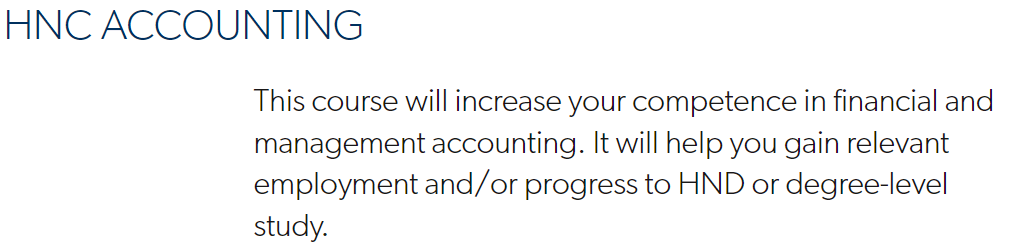 HNC ACCOUNTING
This course will increase your competence in financial and
management accounting. It will help you gain relevant
employment and/or progress to HND or degree-level
study.